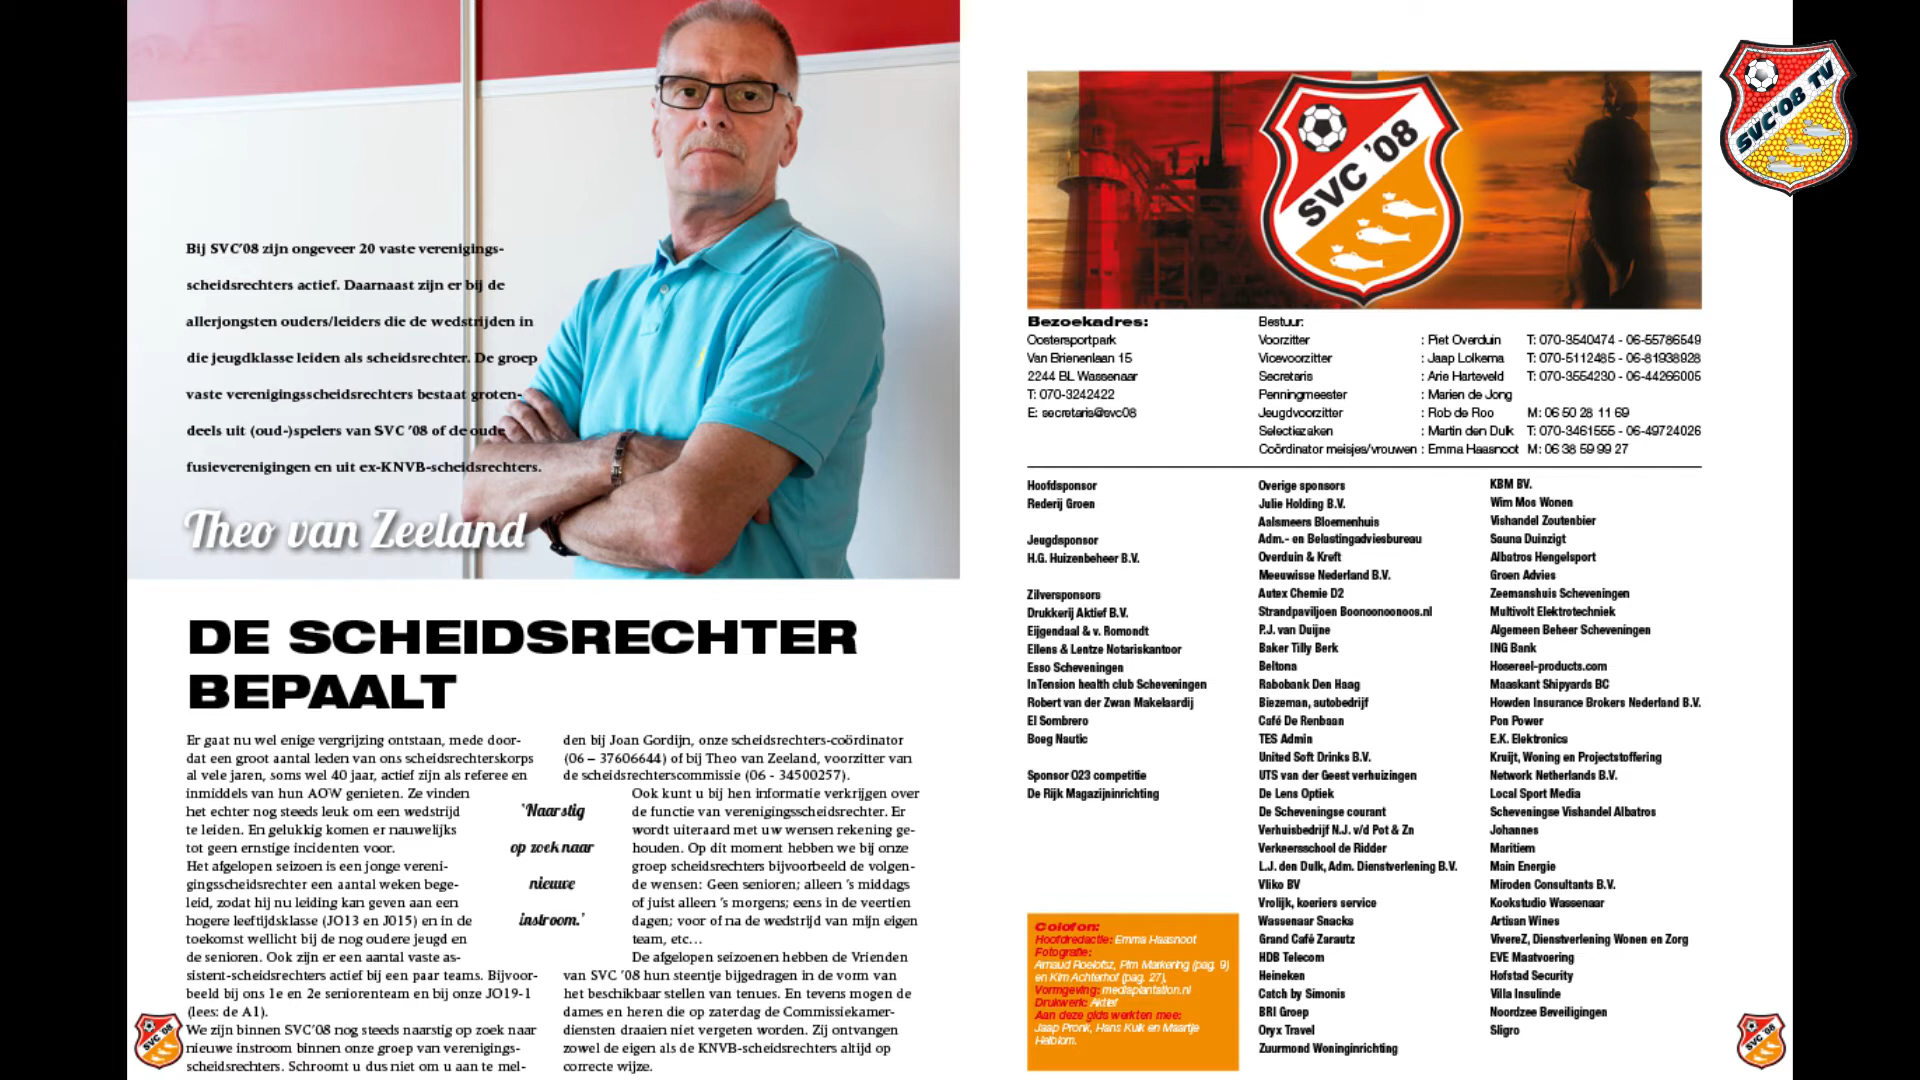 Bij SVC'08 zijn ongeveer 20 vaste verenigings-
scheidsrechters actief. Daarnaast zijn er bij de
allerjongsten ouders/leiders die de wedstrijden in
die jeugdklasse leiden als scheidsrechter. De groep
vaste verenigingsscheidsrechters bestaat groten-
deels uit (oud-)spelers van SVC '08 of de oude
fusieverenigingen en uit ex-KNVB-scheidsrechters.
Theo van Zeeland
DE SCHEIDSRECHTER
BEPAALT
Er gaat nu wel enige vergrijzing ontstaan, mede door-
dat een groot aantal leden van ons scheidsrechterskorps
al vele jaren, soms wel 40 jaar, actief zijn als referee en
inmiddels van hun AOW genieten. Ze vinden
het echter nog steeds leuk om een wedstrijd
te leiden. En gelukkig komen er nauwelijks
tot geen ernstige incidenten voor.
Het afgelopen seizoen is een jonge vereni-
gingsscheidsrechter een aantal weken bege-
leid, zodat hij nu leiding kan geven aan een
hogere leeftijdsklasse (JO13 en JO15) en in de
toekomst wellicht bij de nog oudere jeugd en
de senioren. Ook zijn er een aantal vaste as-
sistent-scheidsrechters actief bij een paar teams. Bijvoor-
beeld bij ons 1e en 2e seniorenteam en bij onze JO19-1
(lees: de A1).
We zijn binnen SVC'08 nog steeds naarstig op zoek naar
nieuwe instroom binnen onze groep van verenigings-
scheidsrechters. Schroomt u dus niet om u aan te mel-
'Naarstig
op zoek naar
nieuwe
instroom.'
den bij Joan Gordijn, onze scheidsrechters-coördinator
(06 – 37606644) of bij Theo van Zeeland, voorzitter van
de scheidsrechterscommissie (06 - 34500257).
Ook kunt u bij hen informatie verkrijgen over
de functie van verenigingsscheidsrechter. Er
wordt uiteraard met uw wensen rekening ge-
houden. Op dit moment hebben we bij onze
groep scheidsrechters bijvoorbeeld de volgen-
de wensen: Geen senioren; alleen 's middags
of juist alleen 's morgens; eens in de veertien
dagen; voor of na de wedstrijd van mijn eigen
team, etc...
De afgelopen seizoenen hebben de Vrienden
van SVC '08 hun steentje bijgedragen in de vorm van
het beschikbaar stellen van tenues. En tevens mogen de
dames en heren die op zaterdag de Commissiekamer-
diensten draaien niet vergeten worden. Zij ontvangen
zowel de eigen als de KNVB-scheidsrechters altijd op
correcte wijze.
SVC '08
SVC '08
SVC'08 TV
Bezoekadres:
Oostersportpark
Van Brienenlaan 15
2244 BL Wassenaar
T: 070-3242422
E: secretaris@svc08
Bestuur:
Voorzitter : Piet Overduin T: 070-3540474 - 06-55786549
Vicevoorzitter : Jaap Lolkema T: 070-5112485 - 06-81938928
Secretaris : Arie Harteveld T: 070-3554230 - 06-44266005
Penningmeester : Marien de Jong
Jeugdvoorzitter : Rob de Roo M: 06 50 28 11 69
Selectiezaken : Martin den Dulk T: 070-3461555 - 06-49724026
Coördinator meisjes/vrouwen : Emma Haasnoot M: 06 38 59 99 27
Hoofdsponsor
Rederij Groen
Jeugdsponsor
H.G. Huizenbeheer B.V.
Zilversponsors
Drukkerij Aktief B.V.
Eijgendaal & v. Romondt
Ellens & Lentze Notariskantoor
Esso Scheveningen
InTension health club Scheveningen
Robert van der Zwan Makelaardij
El Sombrero
Boeg Nautic
Sponsor O23 competitie
De Rijk Magazijninrichting
Overige sponsors
Julie Holding B.V.
Aalsmeers Bloemenhuis
Adm.- en Belastingadviesbureau
Overduin & Kreft
Meeuwisse Nederland B.V.
Autex Chemie D2
Strandpaviljoen Boonoonoonoos.nl
P.J. van Duijne
Baker Tilly Berk
Beltona
Rabobank Den Haag
Biezeman, autobedrijf
Café De Renbaan
TES Admin
United Soft Drinks B.V.
UTS van der Geest verhuizingen
De Lens Optiek
De Scheveningse courant
Verhuisbedrijf N.J. v/d Pot & Zn
Verkeersschool de Ridder
L.J. den Dulk, Adm. Dienstverlening B.V.
Vliko BV
Vrolijk, koeriers service
Wassenaar Snacks
Grand Café Zarautz
HDB Telecom
Heineken
Catch by Simonis
BRI Groep
Oryx Travel
Zuurmond Woninginrichting
KBM BV.
Wim Mos Wonen
Vishandel Zoutenbier
Sauna Duinzigt
Albatros Hengelsport
Groen Advies
Zeemanshuis Scheveningen
Multivolt Elektrotechniek
Algemeen Beheer Scheveningen
ING Bank
Hosereel-products.com
Maaskant Shipyards BC
Howden Insurance Brokers Nederland B.V.
Pon Power
E.K. Elektronics
Kruijt, Woning en Projectstoffering
Network Netherlands B.V.
Local Sport Media
Scheveningse Vishandel Albatros
Johannes
Maritiem
Main Energie
Miroden Consultants B.V.
Kookstudio Wassenaar
Artisan Wines
VivereZ, Dienstverlening Wonen en Zorg
EVE Maatvoering
Hofstad Security
Villa Insulinde
Noordzee Beveiligingen
Sligro
Colofon:
Hoofdredactie: Emma Haasnoot
Fotografie:
Arnaud Roelofsz, Pim Markering (pag. 9)
en Kim Achterhof (pag. 27),
Vormgeving: mediaplantation.nl
Drukwerk: Aktief
Aan deze gids werkten mee:
Jaap Pronk, Hans Kuik en Maartje
Helblom.
SVC '08